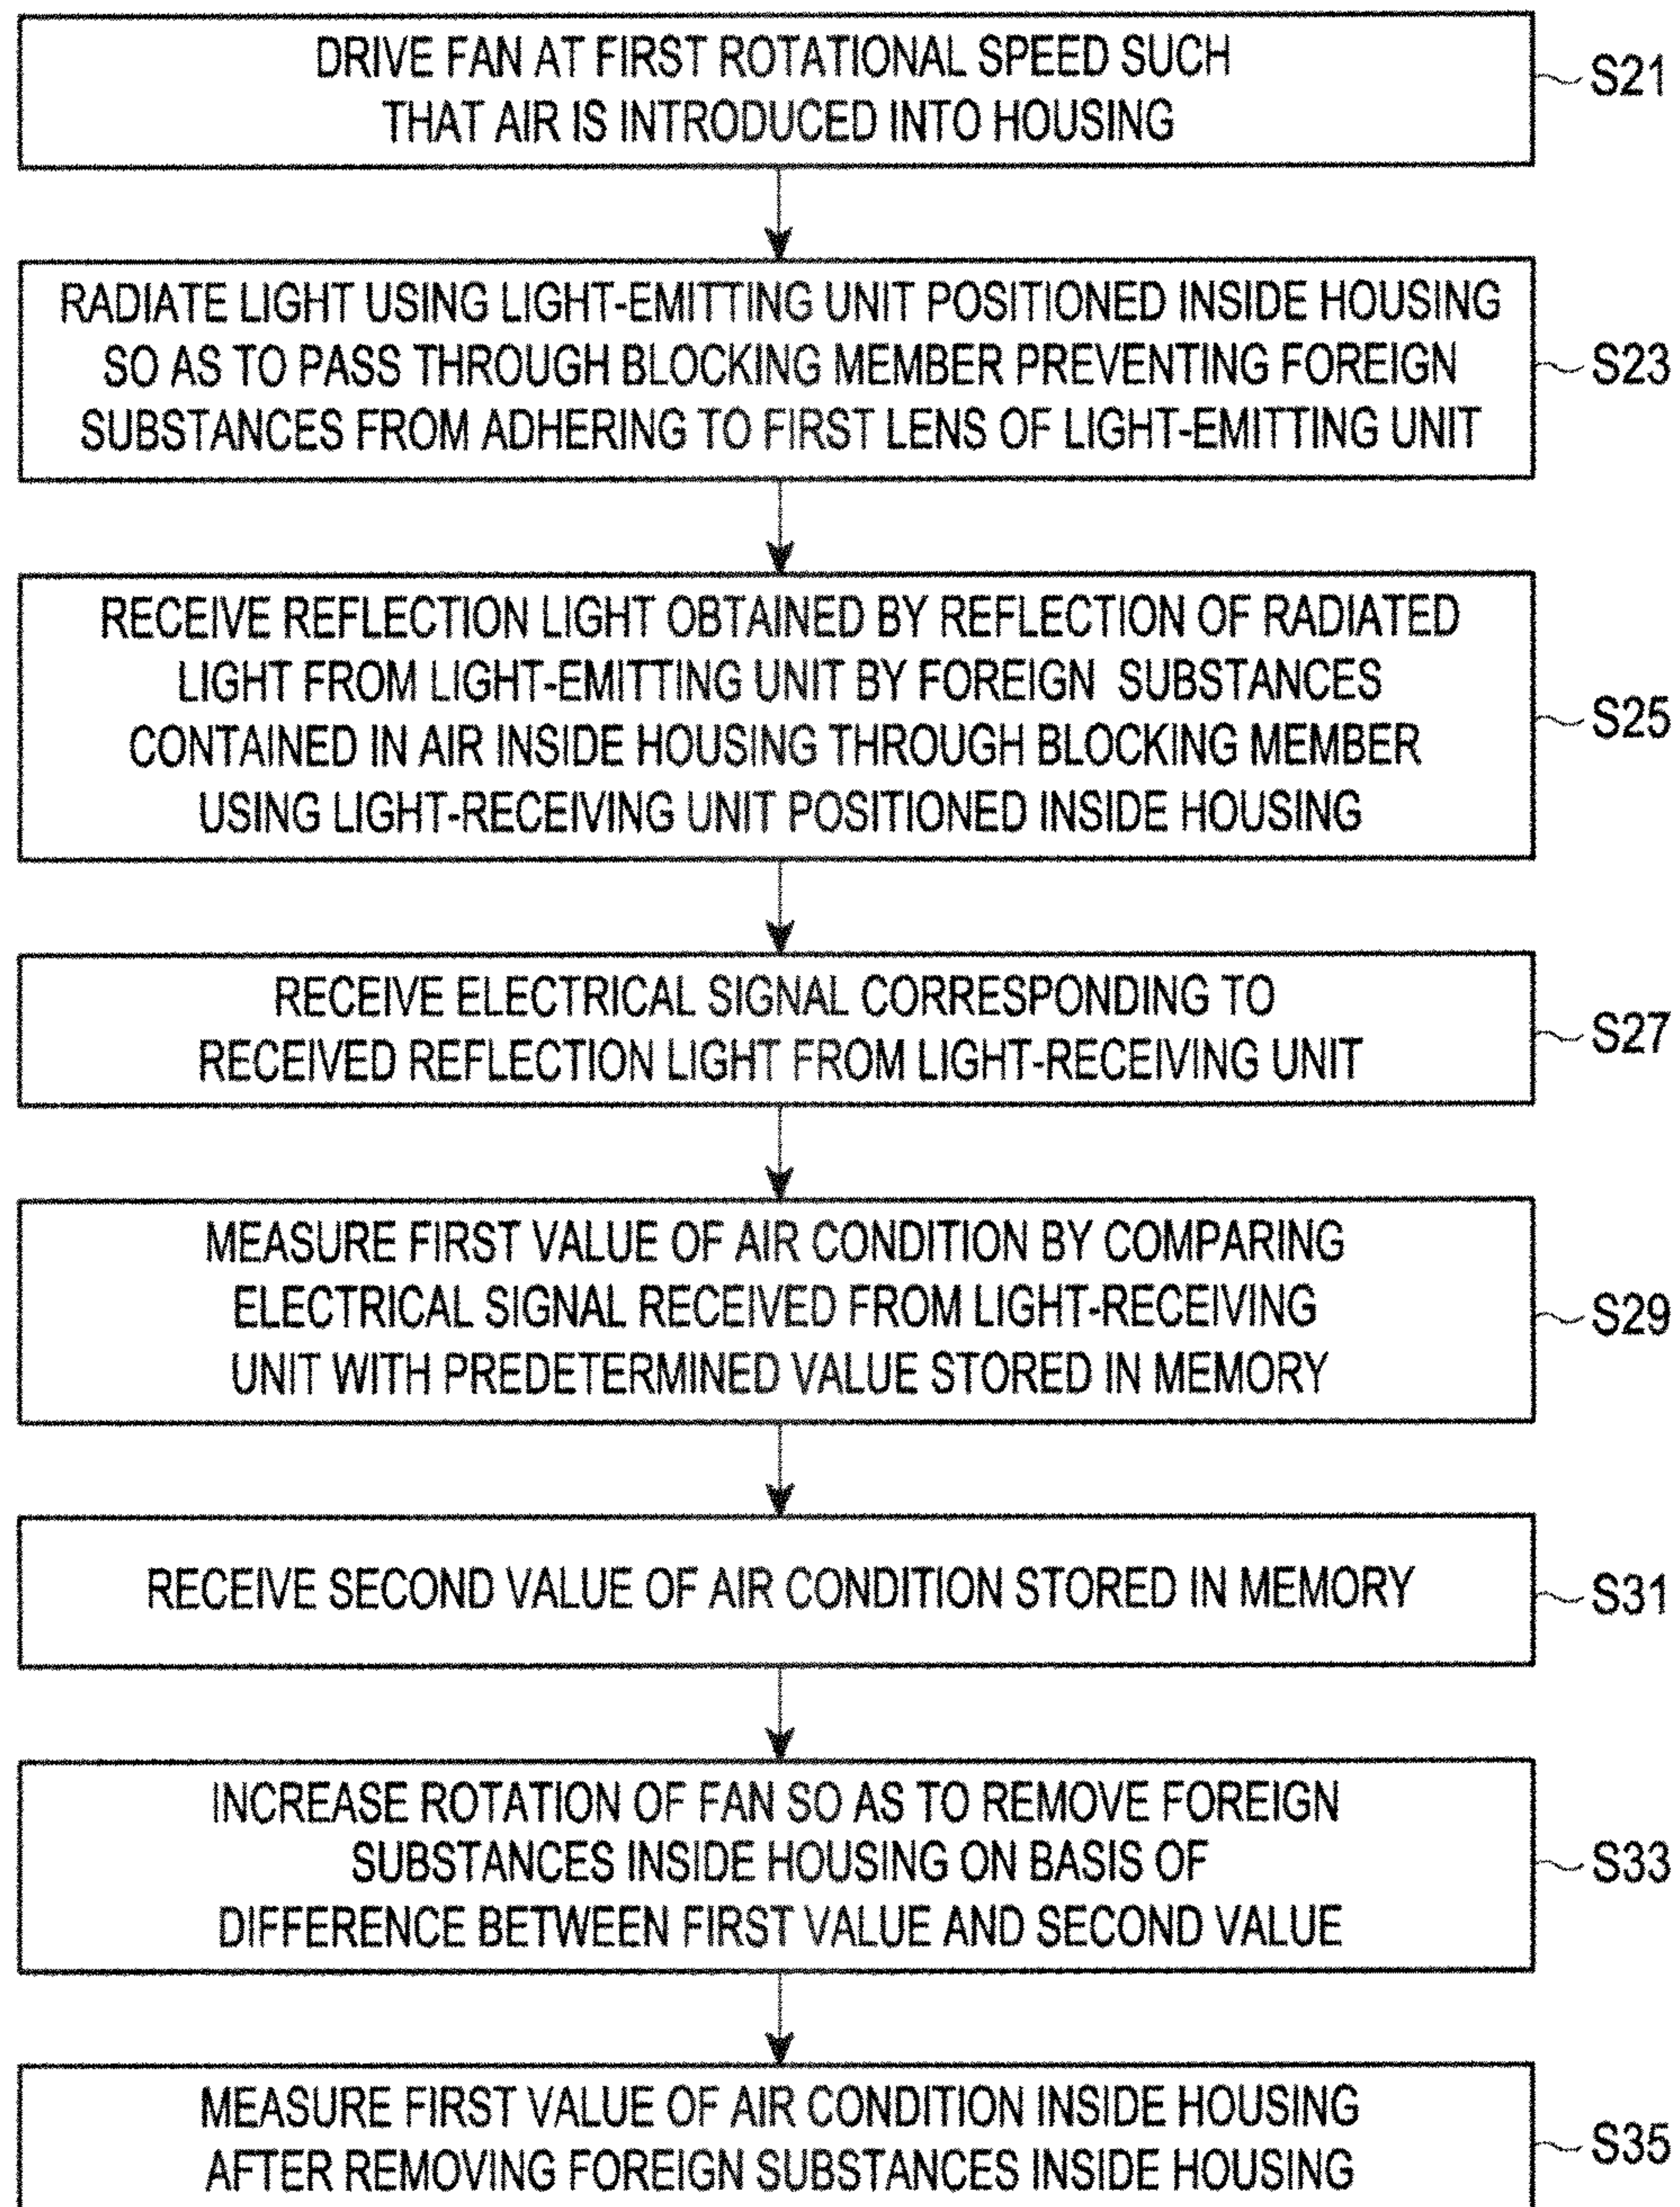 DRIVE FAN AT FIRST ROTATIONAL SPEED SUCH
THAT AIR IS INTRODUCED INTO HOUSING
S21
RADIATE LIGHT USING LIGHT-EMITTING UNIT POSITIONED INSIDE HOUSING
SO AS TO PASS THROUGH BLOCKING MEMBER PREVENTING FOREIGN
SUBSTANCES FROM ADHERING TO FIRST LENS OF LIGHT-EMITTING UNIT
S23
RECEIVE REFLECTION LIGHT OBTAINED BY REFLECTION OF RADIATED
LIGHT FROM LIGHT-EMITTING UNIT BY FOREIGN SUBSTANCES
CONTAINED IN AIR INSIDE HOUSING THROUGH BLOCKING MEMBER
USING LIGHT-RECEIVING UNIT POSITIONED INSIDE HOUSING
S25
RECEIVE ELECTRICAL SIGNAL CORRESPONDING TO
RECEIVED REFLECTION LIGHT FROM LIGHT-RECEIVING UNIT
S27
MEASURE FIRST VALUE OF AIR CONDITION BY COMPARING
ELECTRICAL SIGNAL RECEIVED FROM LIGHT-RECEIVING
UNIT WITH PREDETERMINED VALUE STORED IN MEMORY
S29
RECEIVE SECOND VALUE OF AIR CONDITION STORED IN MEMORY
S31
INCREASE ROTATION OF FAN SO AS TO REMOVE FOREIGN
SUBSTANCES INSIDE HOUSING ON BASIS OF
DIFFERENCE BETWEEN FIRST VALUE AND SECOND VALUE
S33
MEASURE FIRST VALUE OF AIR CONDITION INSIDE HOUSING
AFTER REMOVING FOREIGN SUBSTANCES INSIDE HOUSING
S35